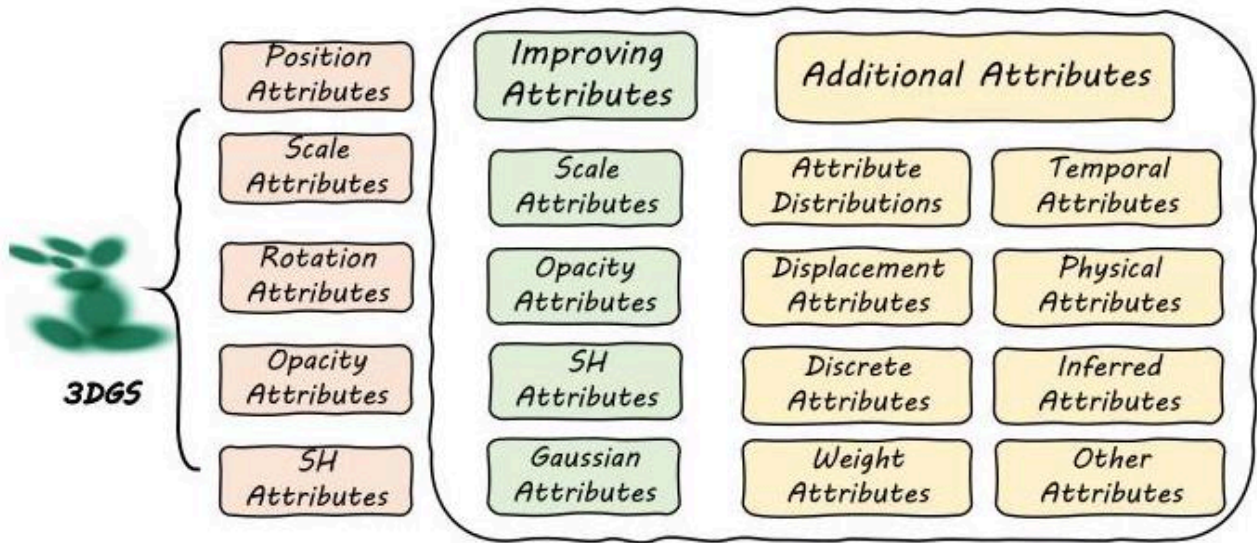 Position
Attributes
Scale
Attributes
Rotation
Attributes
Opacity
Attributes
SH
Attributes
3DGS
Improving
Attributes
Scale
Attributes
Opacity
Attributes
SH
Attributes
Gaussian
Attributes
Additional Attributes
Attribute
Distributions
Temporal
Attributes
Displacement
Attributes
Physical
Attributes
Discrete
Attributes
Inferred
Attributes
Weight
Attributes
Other
Attributes